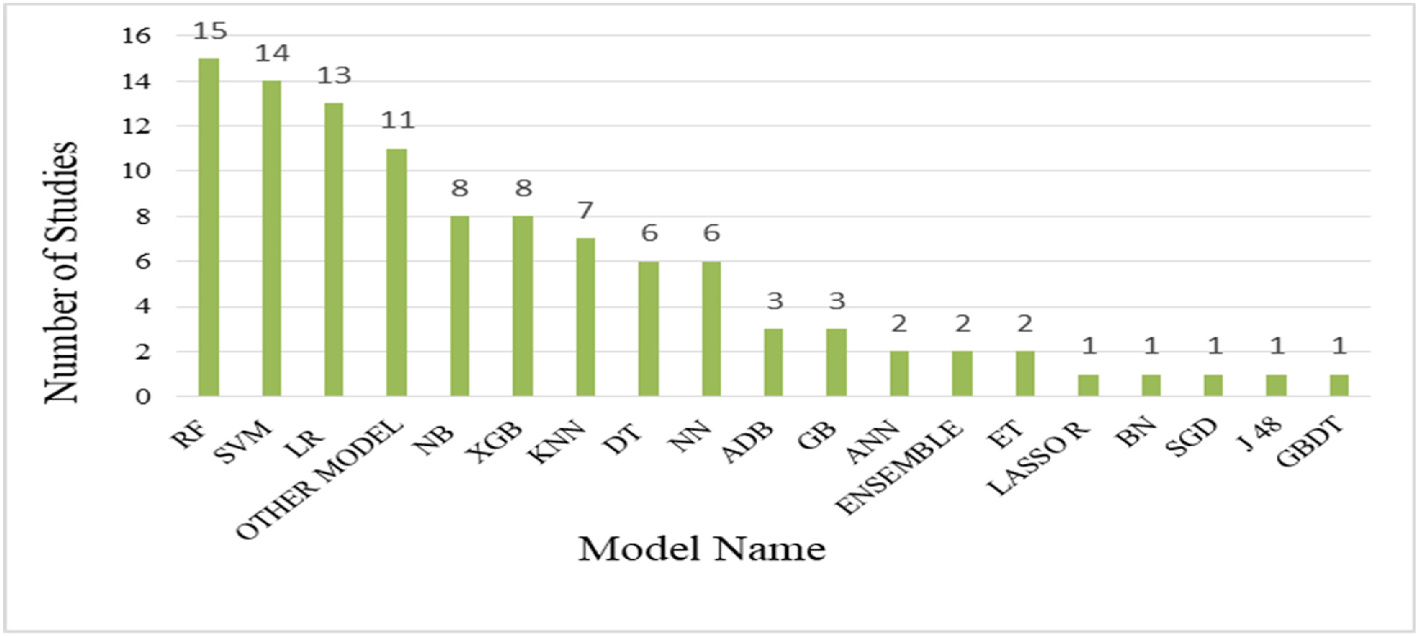 16
14
12
10
8
6
4
2
0
Number of Studies
15
14
13
11
8
8
7
6
6
3
3
2
2
2
1
1
1
1
1
RF
SVM
LR
OTHER MODEL
NB
XGB
KNN
DT
NN
ADB
GB
ANN
ENSEMBLE
ET
LASSO R
BN
SGD
J 48
GBDT
Model Name